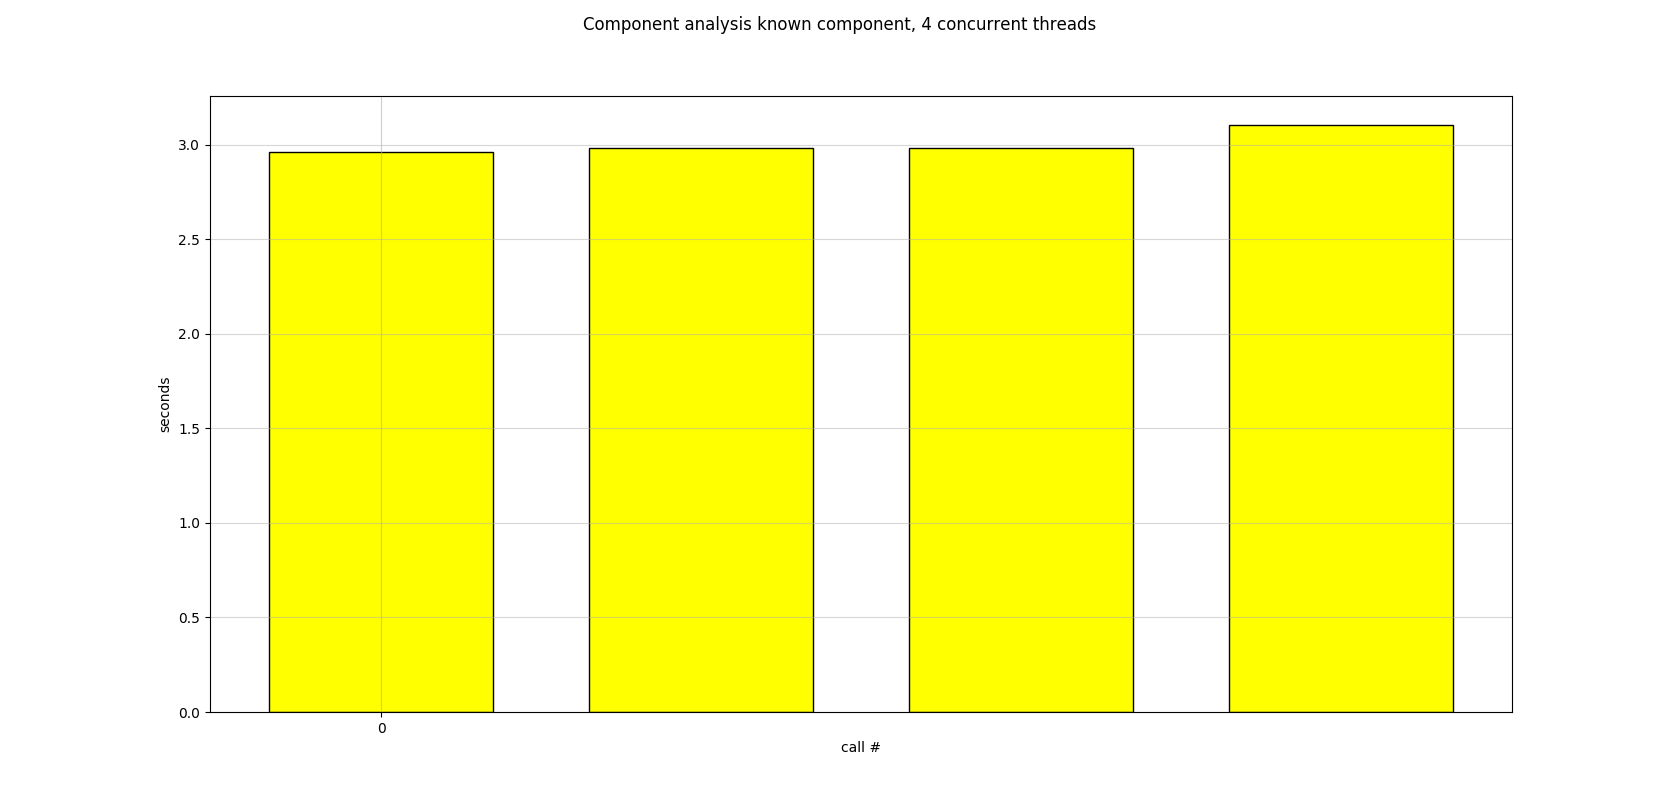 Component analysis known component, 4 concurrent threads
3.0
2.5
2.0
1.5
1.0
0.5
0.0
seconds
0
call #